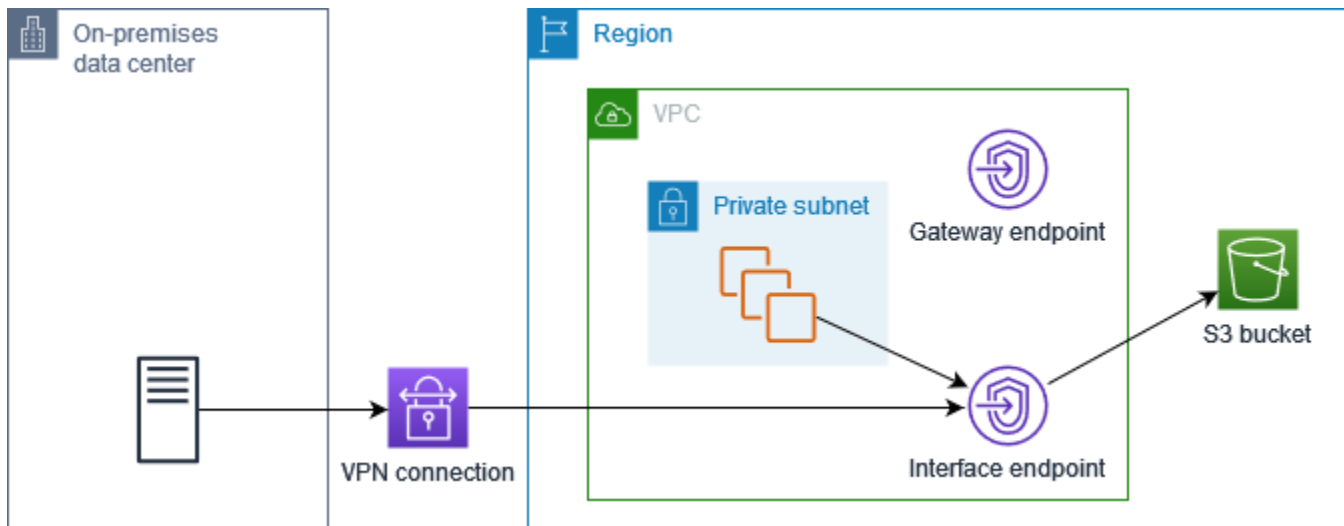 On-premises
data center
Region
VPC
Private subnet
Gateway endpoint
S3 bucket
VPN connection
Interface endpoint